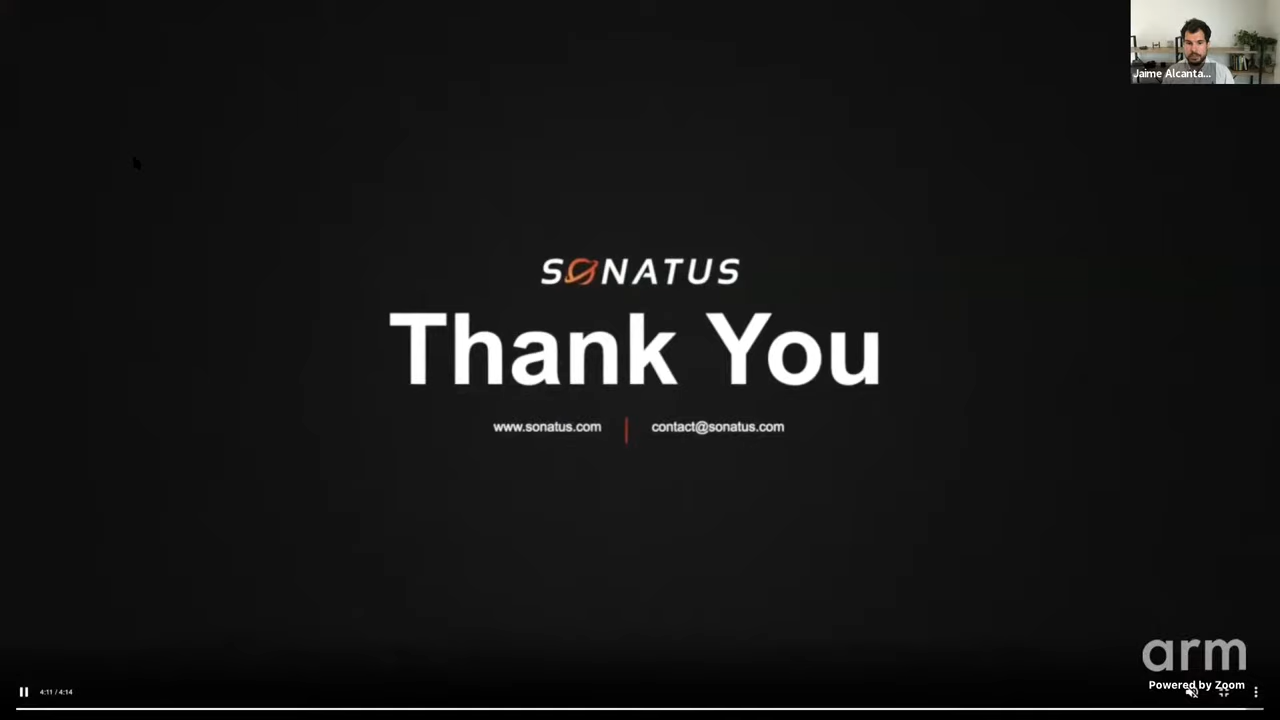 Jaime Alcanta...
SONATUS
Thank You
www.sonatus.com | contact@sonatus.com
arm
Powered by Zoom
4:11 / 4:14